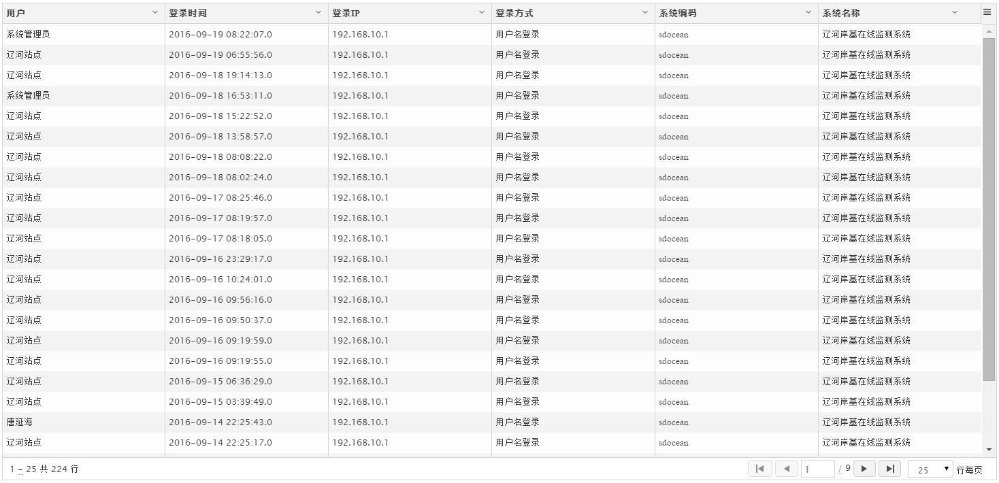 用户 登录时间 登录IP 登录方式 系统编码 系统名称
系统管理员 2016-09-19 08:22:07.0 192.168.10.1 用户名登录 sdocean 辽河岸基在线监测系统
辽河站点 2016-09-19 06:55:56.0 192.168.10.1 用户名登录 sdocean 辽河岸基在线监测系统
辽河站点 2016-09-18 19:14:13.0 192.168.10.1 用户名登录 sdocean 辽河岸基在线监测系统
系统管理员 2016-09-18 16:53:11.0 192.168.10.1 用户名登录 sdocean 辽河岸基在线监测系统
辽河站点 2016-09-18 15:22:52.0 192.168.10.1 用户名登录 sdocean 辽河岸基在线监测系统
辽河站点 2016-09-18 13:58:57.0 192.168.10.1 用户名登录 sdocean 辽河岸基在线监测系统
辽河站点 2016-09-18 08:08:22.0 192.168.10.1 用户名登录 sdocean 辽河岸基在线监测系统
辽河站点 2016-09-18 08:02:24.0 192.168.10.1 用户名登录 sdocean 辽河岸基在线监测系统
辽河站点 2016-09-17 08:25:46.0 192.168.10.1 用户名登录 sdocean 辽河岸基在线监测系统
辽河站点 2016-09-17 08:19:57.0 192.168.10.1 用户名登录 sdocean 辽河岸基在线监测系统
辽河站点 2016-09-17 08:18:05.0 192.168.10.1 用户名登录 sdocean 辽河岸基在线监测系统
辽河站点 2016-09-16 23:29:17.0 192.168.10.1 用户名登录 sdocean 辽河岸基在线监测系统
辽河站点 2016-09-16 10:24:01.0 192.168.10.1 用户名登录 sdocean 辽河岸基在线监测系统
辽河站点 2016-09-16 09:56:16.0 192.168.10.1 用户名登录 sdocean 辽河岸基在线监测系统
辽河站点 2016-09-16 09:50:37.0 192.168.10.1 用户名登录 sdocean 辽河岸基在线监测系统
辽河站点 2016-09-16 09:19:59.0 192.168.10.1 用户名登录 sdocean 辽河岸基在线监测系统
辽河站点 2016-09-16 09:19:55.0 192.168.10.1 用户名登录 sdocean 辽河岸基在线监测系统
辽河站点 2016-09-15 06:36:29.0 192.168.10.1 用户名登录 sdocean 辽河岸基在线监测系统
辽河站点 2016-09-15 03:39:49.0 192.168.10.1 用户名登录 sdocean 辽河岸基在线监测系统
唐延海 2016-09-14 22:25:43.0 192.168.10.1 用户名登录 sdocean 辽河岸基在线监测系统
辽河站点 2016-09-14 22:25:17.0 192.168.10.1 用户名登录 sdocean 辽河岸基在线监测系统
1 - 25 共 224 行 1 / 9 25 行每页